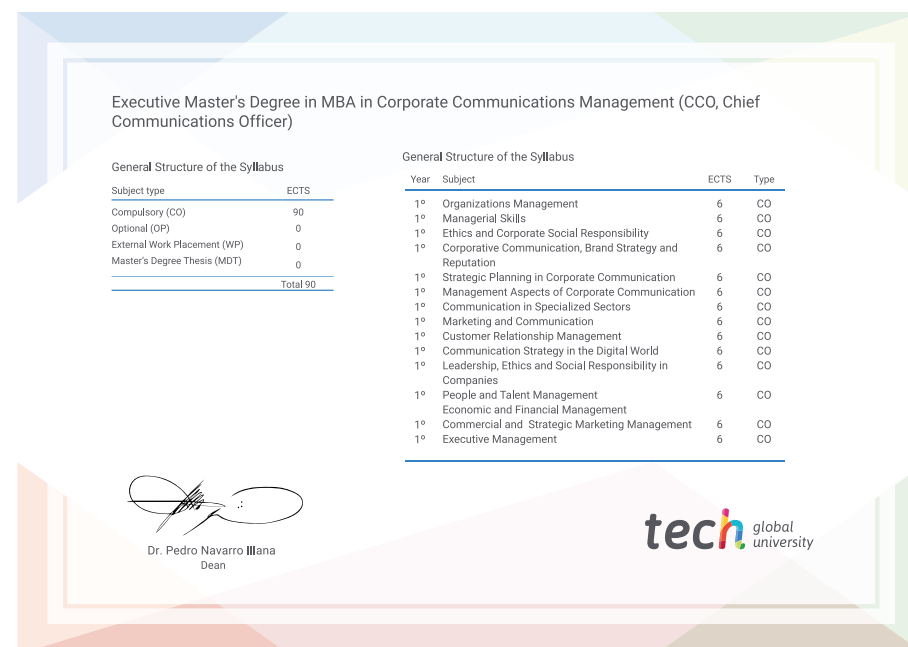 Executive Master's Degree in MBA in Corporate Communications Management (CCO, Chief
Communications Officer)
General Structure of the Syllabus
Subject type ECTS
Compulsory (CO) 90
Optional (OP) 0
External Work Placement (WP) 0
Master's Degree Thesis (MDT) 0
Total 90
General Structure of the Syllabus
Year Subject ECTS Type
1º Organizations Management 6 CO
1º Managerial Skills 6 CO
1º Ethics and Corporate Social Responsibility 6 CO
1º Corporative Communication, Brand Strategy and 6 CO
Reputation
1º Strategic Planning in Corporate Communication 6 CO
1º Management Aspects of Corporate Communication 6 CO
1º Communication in Specialized Sectors 6 CO
1º Marketing and Communication 6 CO
1º Customer Relationship Management 6 CO
1º Communication Strategy in the Digital World 6 CO
1º Leadership, Ethics and Social Responsibility in 6 CO
Companies
1º People and Talent Management 6 CO
Economic and Financial Management
1º Commercial and Strategic Marketing Management 6 CO
1º Executive Management 6 CO
Dr. Pedro Navarro Illana
Dean
tech global
university